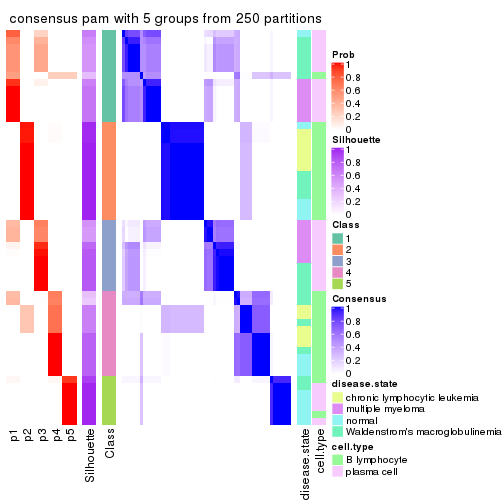 consensus pam with 5 groups from 250 partitions
Prob
1
0.8
0.6
0.4
0.2
0
Silhouette
1
0.8
0.6
0.4
0.2
0
Class
1
2
3
4
5
Consensus
1
0.8
0.6
0.4
0.2
0
disease.state
chronic lymphocytic leukemia
multiple myeloma
normal
Waldenstrom's macroglobulinemia
cell.type
B lymphocyte
plasma cell
p1
p2
p3
p4
p5
Silhouette
Class
disease.state
cell.type